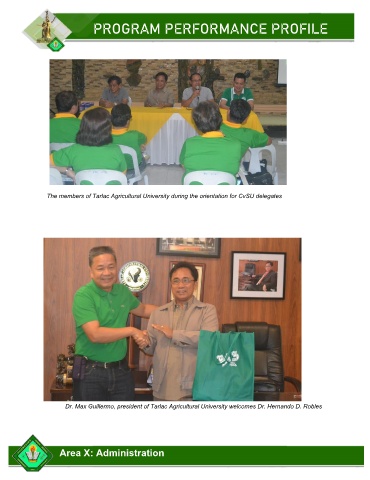 PROGRAM PERFORMANCE PROFILE
The members of Tarlac Agricultural University during the orientation for CvSU delegates
Dr. Max Guillermo, president of Tarlac Agricultural University welcomes Dr. Hernando D. Robles
Area X: Administration